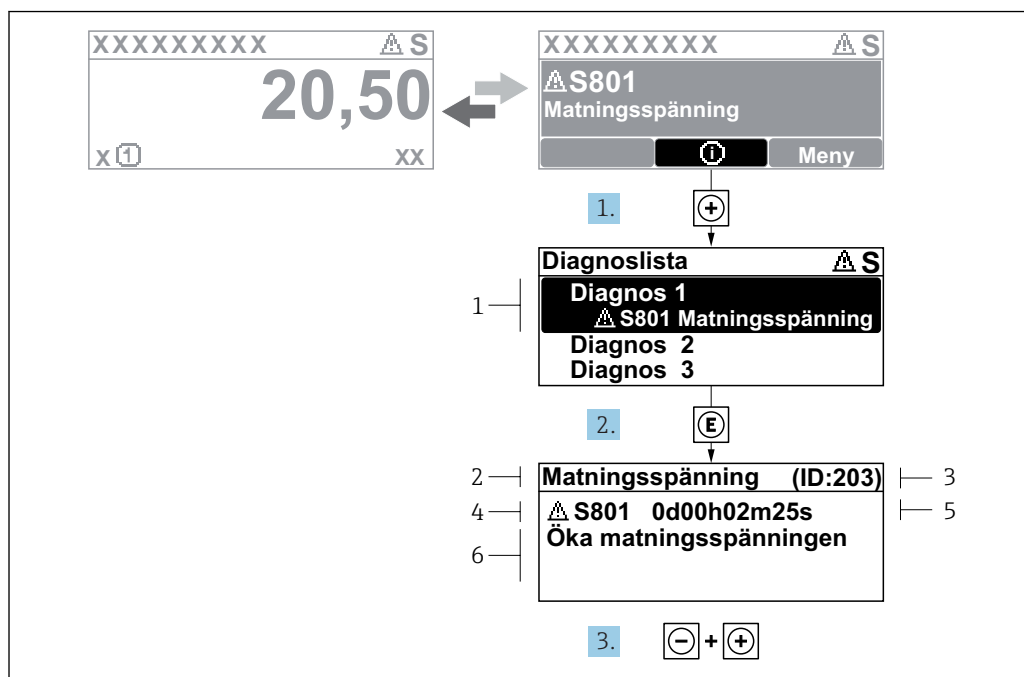 XXXXXXXXX ⚠ S
20,50
x ① XX
XXXXXXXXX ⚠ S
⚠ S801
Matningsspänning
ⓘ Meny
1. +
Diagnoslista ⚠ S
1
Diagnos 1
⚠ S801 Matningsspänning
Diagnos 2
Diagnos 3
2. E
2 Matningsspänning (ID:203) 3
4 ⚠ S801 0d00h02m25s 5
6 Öka matningsspänningen
3. - + +